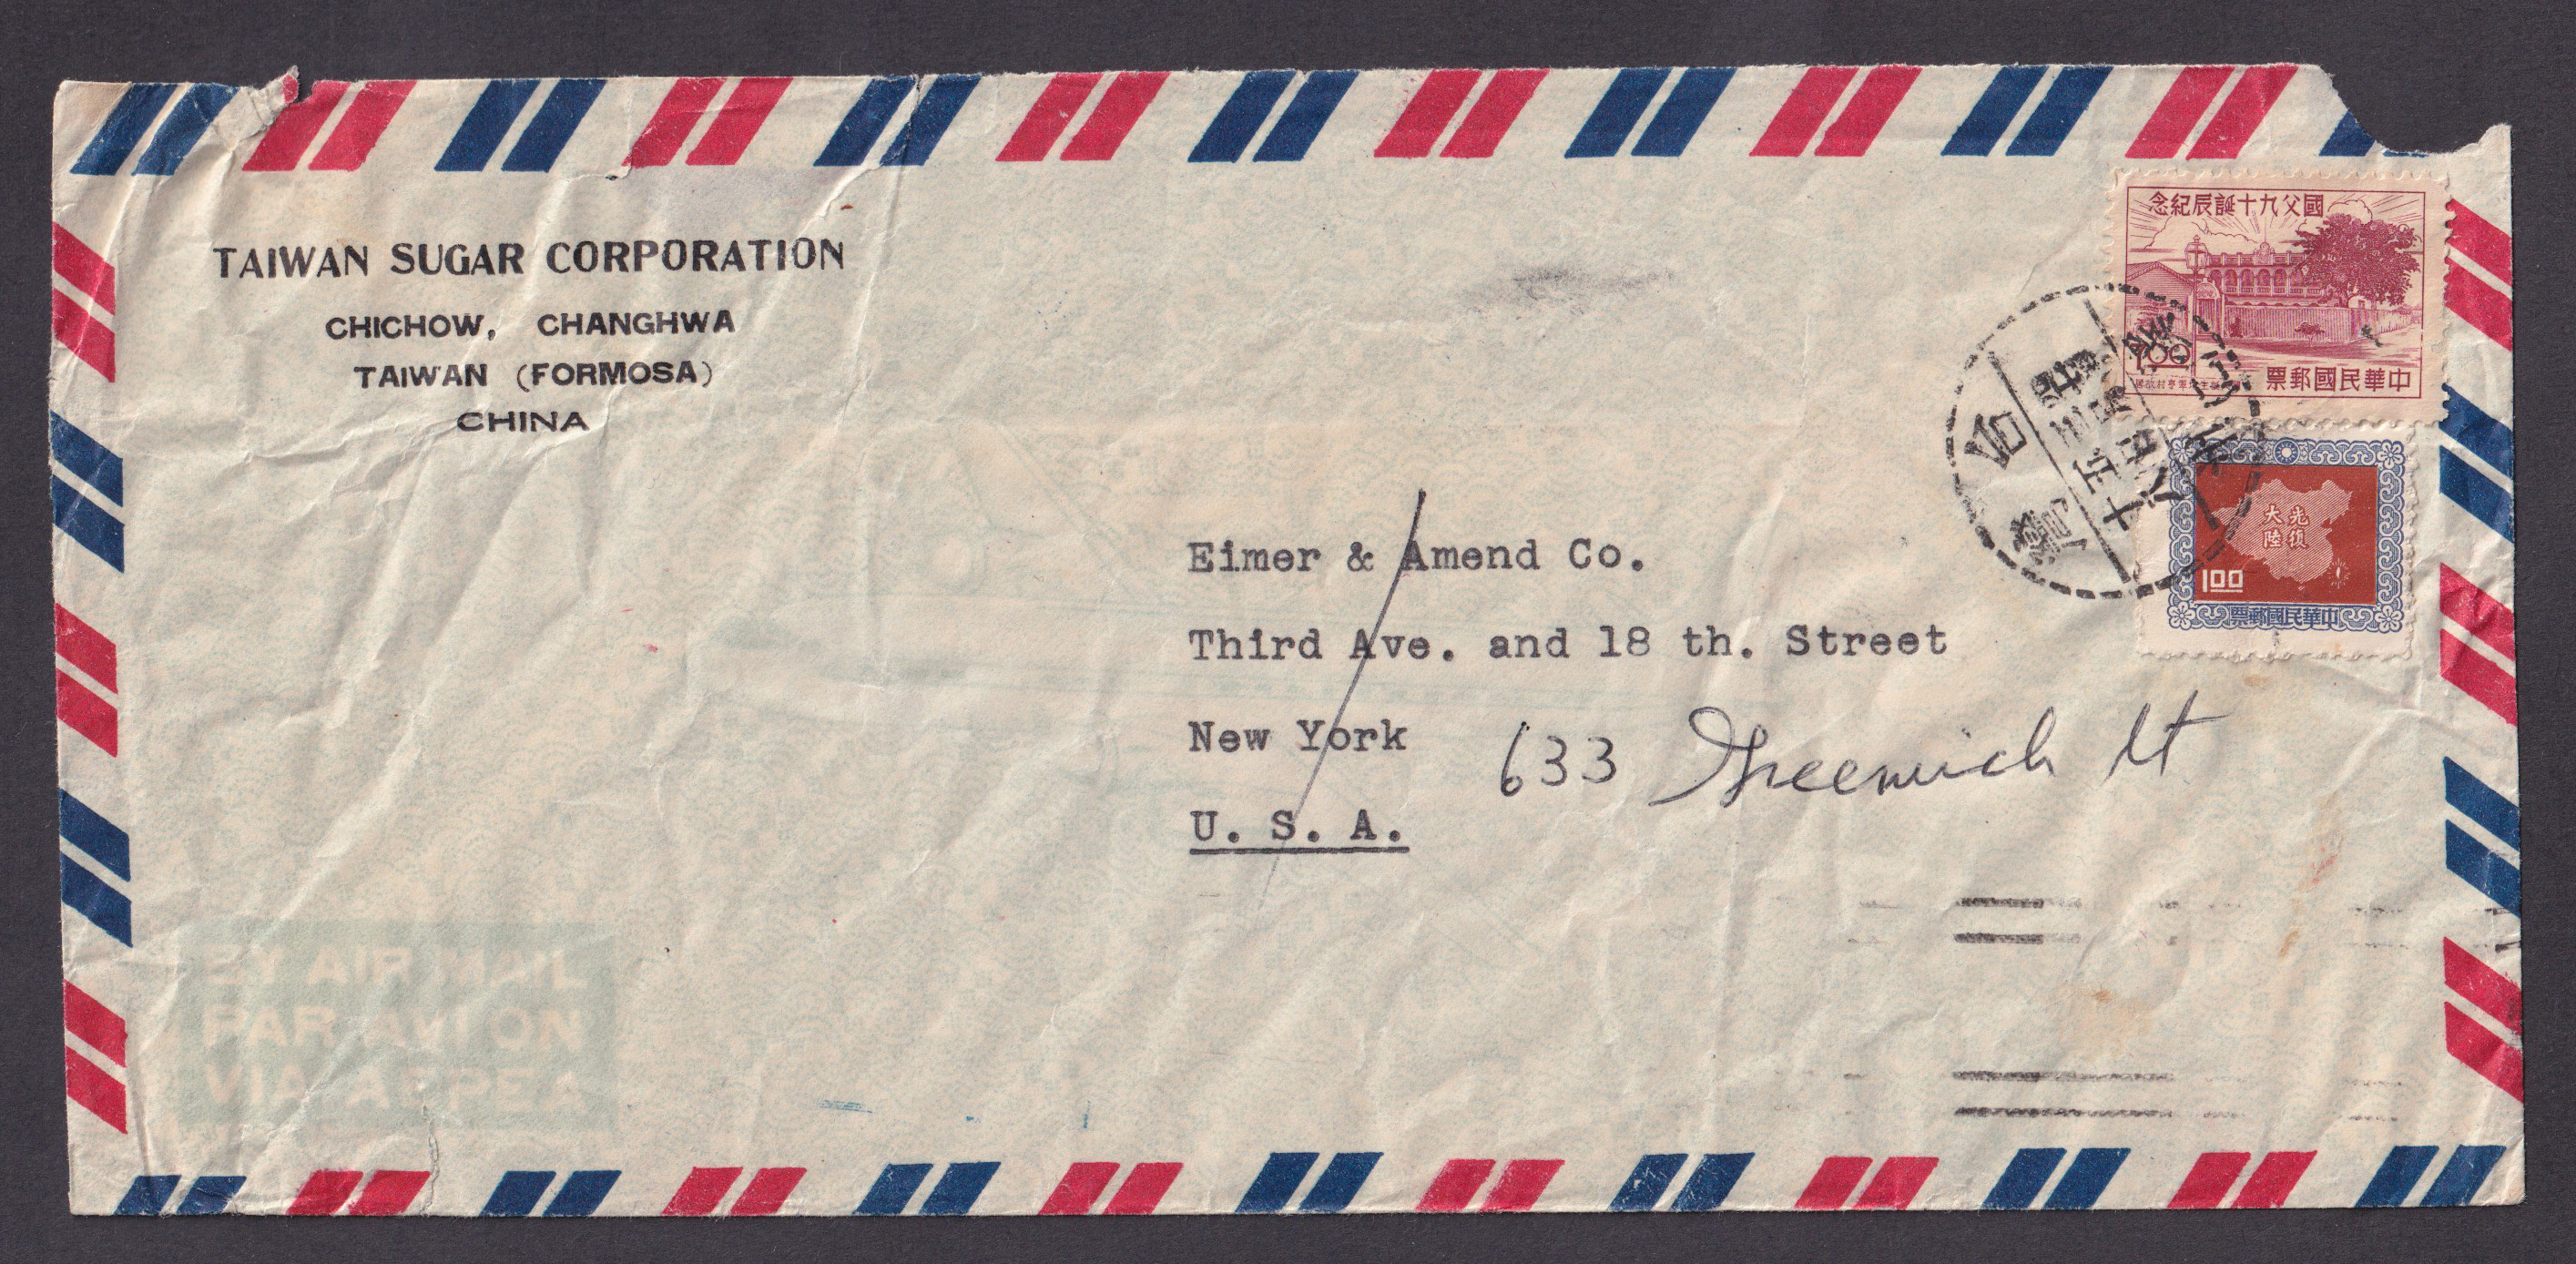 TAIWAN SUGAR CORPORATION
CHICHOW, CHANGHWA
TAIWAN (FORMOSA)
CHINA
念紀辰誕十九父國
1.00
票郵國民華中
光復
大陸
1.00
票郵國民華中
Eimer & Amend Co.
Third Ave. and 18 th. Street
New York
U. S. A.
633 Greenwich St
BY AIR MAIL
PAR AVION
VIA AEREA